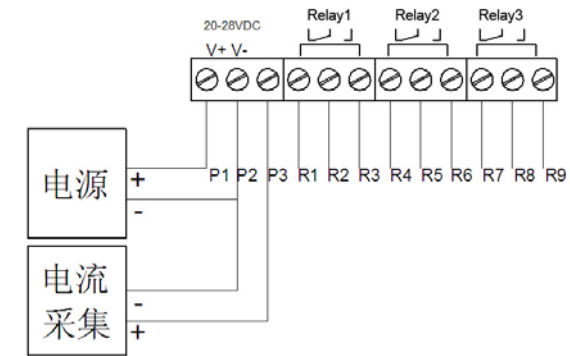 Relay1 Relay2 Relay3
20-28VDC
V+ V-
P1 P2 P3 R1 R2 R3 R4 R5 R6 R7 R8 R9
电源
+
-
电流
采集
-
+